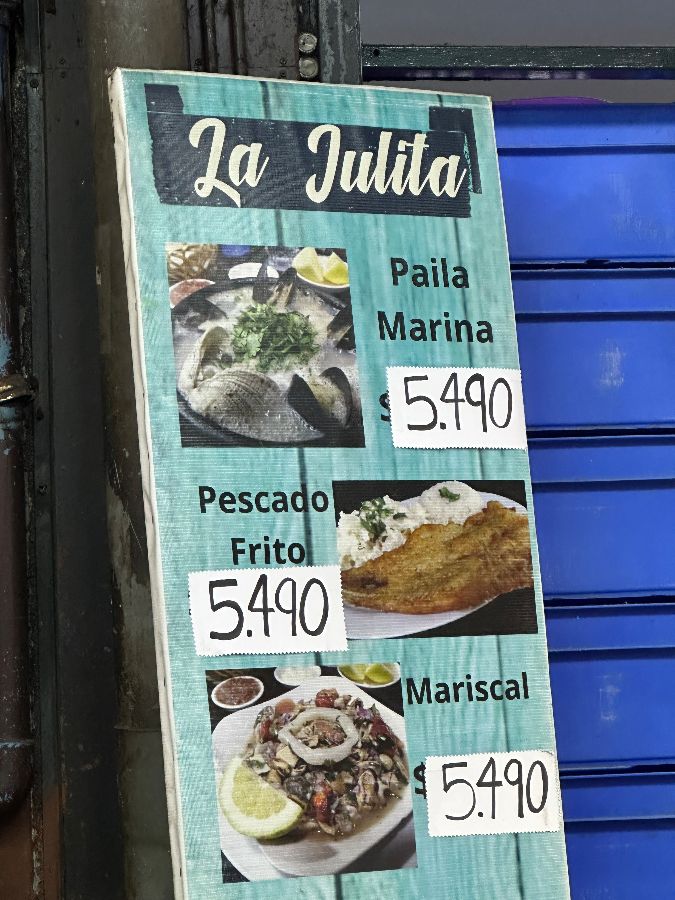 La Julita
Paila
Marina
$ 5.490
Pescado
Frito
5.490
Mariscal
$ 5.490